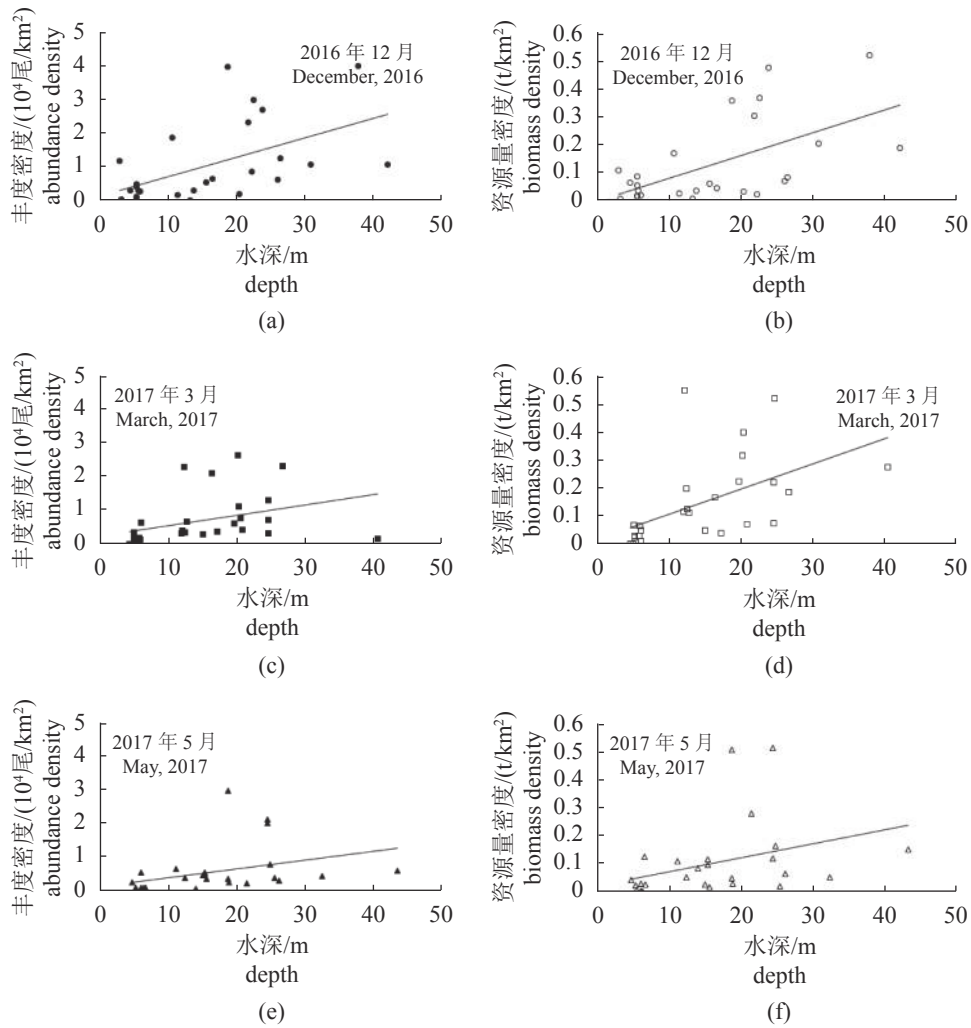 丰度密度/(10⁴尾/km²)
abundance density
5
4
3
2
1
0
2016 年 12 月
December, 2016
0 10 20 30 40 50
水深/m
depth
(a)
资源量密度/(t/km²)
biomass density
0.6
0.5
0.4
0.3
0.2
0.1
0
2016 年 12 月
December, 2016
0 10 20 30 40 50
水深/m
depth
(b)
丰度密度/(10⁴尾/km²)
abundance density
5
4
3
2
1
0
2017 年 3 月
March, 2017
0 10 20 30 40 50
水深/m
depth
(c)
资源量密度/(t/km²)
biomass density
0.6
0.5
0.4
0.3
0.2
0.1
0
2017 年 3 月
March, 2017
0 10 20 30 40 50
水深/m
depth
(d)
丰度密度/(10⁴尾/km²)
abundance density
5
4
3
2
1
0
2017 年 5 月
May, 2017
0 10 20 30 40 50
水深/m
depth
(e)
资源量密度/(t/km²)
biomass density
0.6
0.5
0.4
0.3
0.2
0.1
0
2017 年 5 月
May, 2017
0 10 20 30 40 50
水深/m
depth
(f)